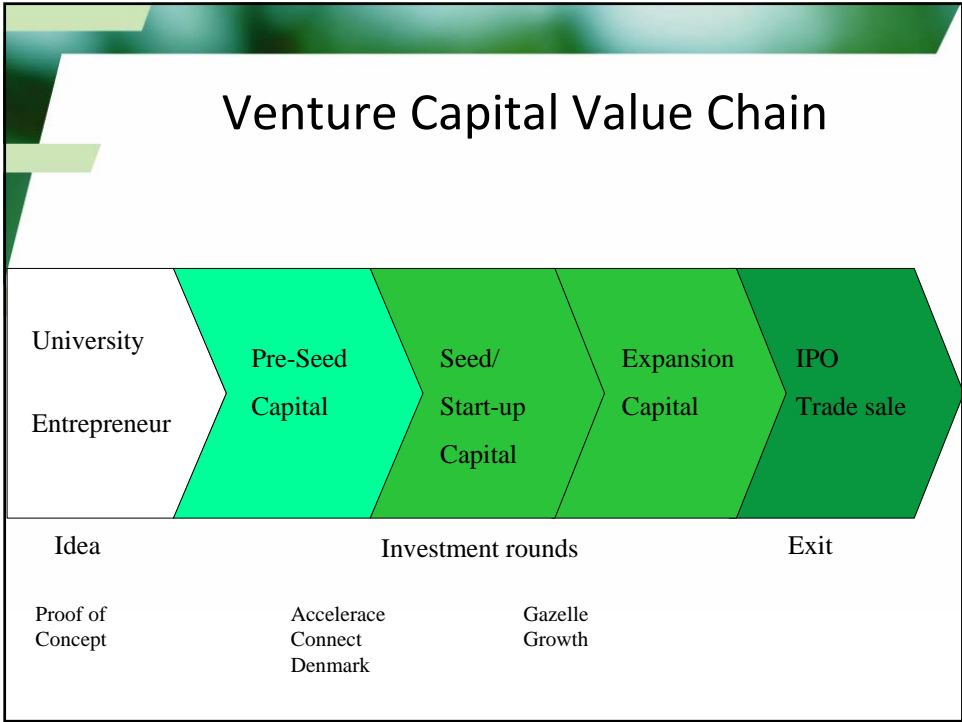 Venture Capital Value Chain
University
Entrepreneur
Pre-Seed
Capital
Seed/
Start-up
Capital
Expansion
Capital
IPO
Trade sale
Idea
Investment rounds
Exit
Proof of
Concept
Accelerace
Connect
Denmark
Gazelle
Growth